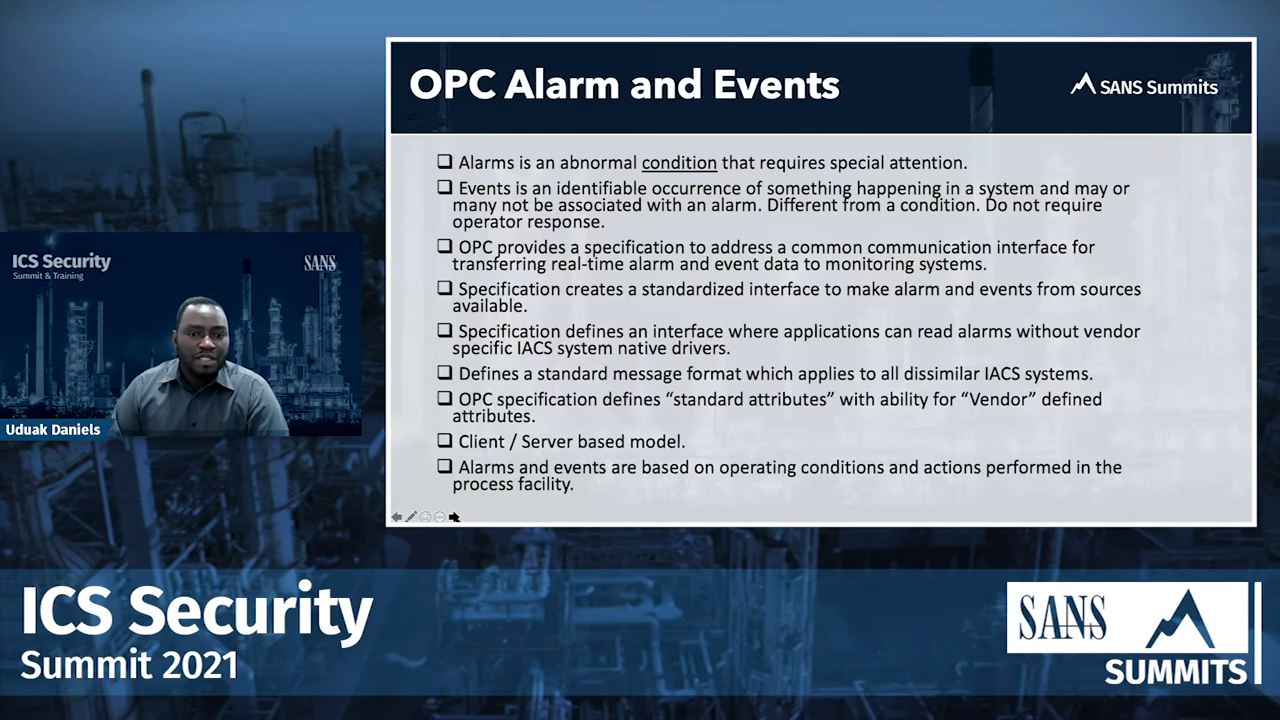 OPC Alarm and Events
SANS Summits
❑ Alarms is an abnormal condition that requires special attention.
❑ Events is an identifiable occurrence of something happening in a system and may or
many not be associated with an alarm. Different from a condition. Do not require
operator response.
❑ OPC provides a specification to address a common communication interface for
transferring real-time alarm and event data to monitoring systems.
❑ Specification creates a standardized interface to make alarm and events from sources
available.
❑ Specification defines an interface where applications can read alarms without vendor
specific IACS system native drivers.
❑ Defines a standard message format which applies to all dissimilar IACS systems.
❑ OPC specification defines “standard attributes” with ability for “Vendor” defined
attributes.
❑ Client / Server based model.
❑ Alarms and events are based on operating conditions and actions performed in the
process facility.
ICS Security
Summit & Training
SANS
Uduak Daniels
ICS Security
Summit 2021
SANS
SUMMITS